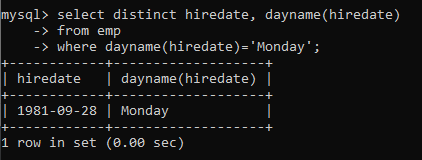 mysql> select distinct hiredate, dayname(hiredate)
    -> from emp
    -> where dayname(hiredate)='Monday';
+------------+-------------------+
| hiredate   | dayname(hiredate) |
+------------+-------------------+
| 1981-09-28 | Monday            |
+------------+-------------------+
1 row in set (0.00 sec)